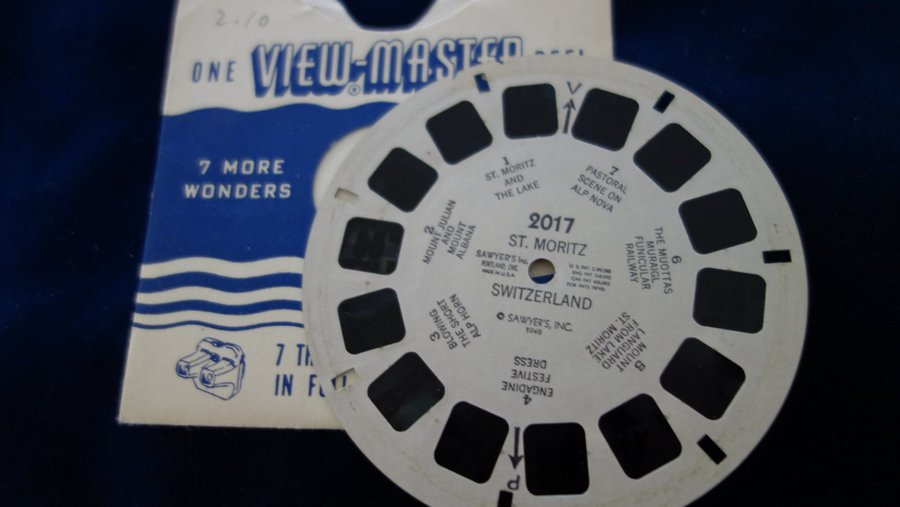 2.10
ONE VIEW-MASTER REEL
®
7 MORE
WONDERS
7
IN
V
1
ST. MORITZ
AND
THE LAKE
7
PASTORAL
SCENE ON
ALP NOVA
2
MOUNT JULIAN
AND
MOUNT
ALBANA
2017
ST. MORITZ
SAWYER'S INC.
PORTLAND, ORE.
MADE IN U.S.A.
SWITZERLAND
© SAWYER'S, INC.
1948
6
THE MUOTTAS
MURAIGL
FUNICULAR
RAILWAY
3
BLOWING
THE SHORT
ALP HORN
5
MOUNT
LANGUARD
FROM LAKE
ST. MORITZ
4
ENGADINE
FESTIVE
DRESS
P